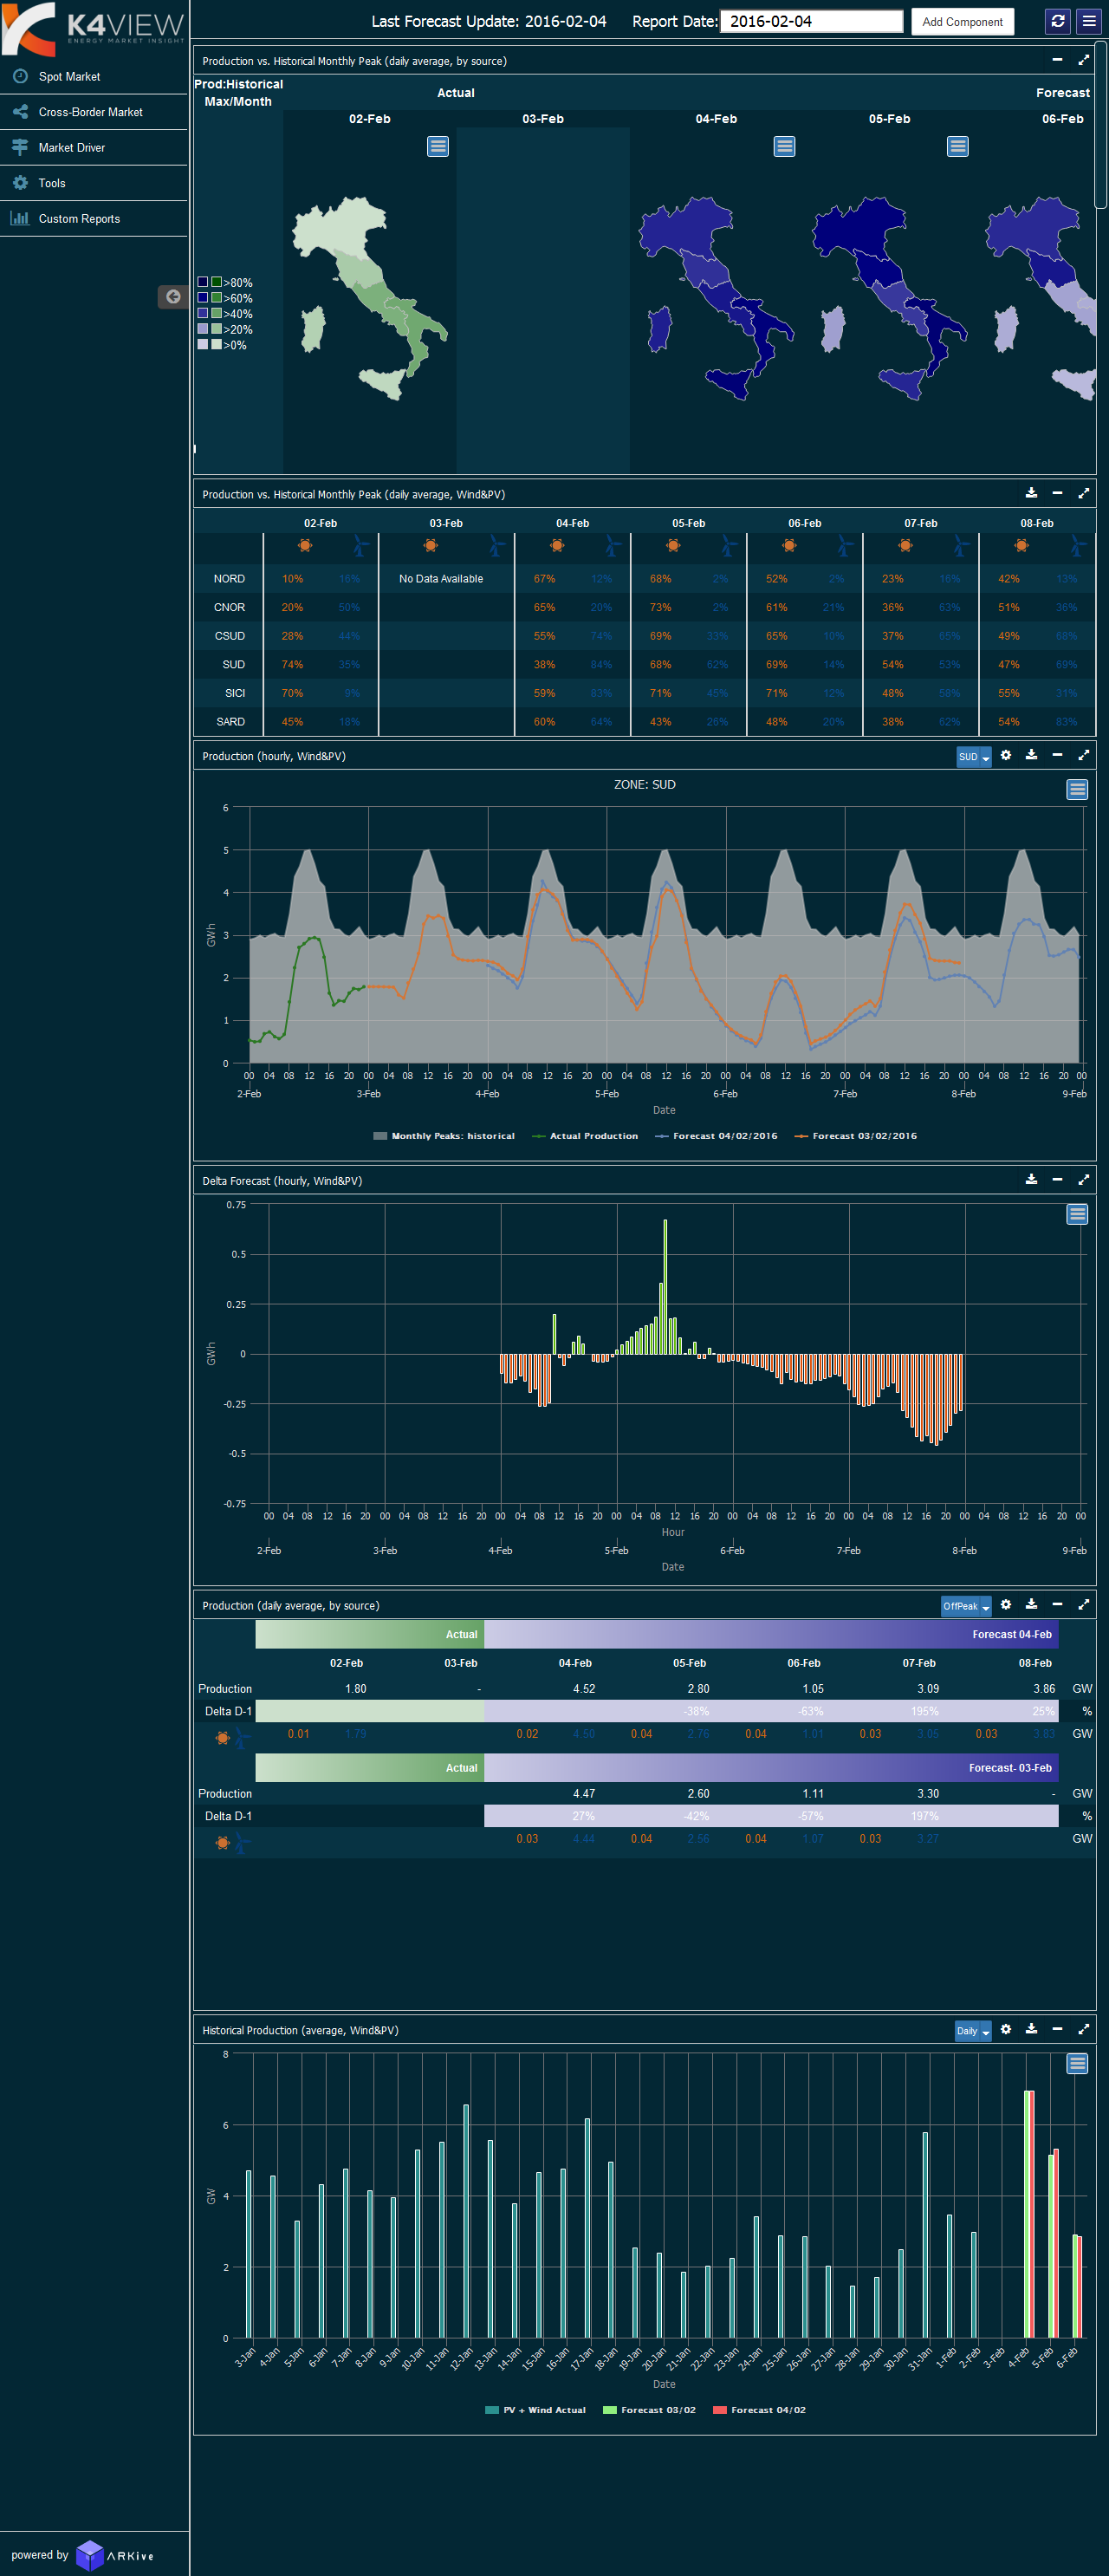 K4VIEW
ENERGY MARKET INSIGHT
Last Forecast Update: 2016-02-04 Report Date: 2016-02-04 Add Component
Spot Market
Cross-Border Market
Market Driver
Tools
Custom Reports
Production vs. Historical Monthly Peak (daily average, by source)
Prod:Historical
Max/Month
Actual Forecast
02-Feb 03-Feb 04-Feb 05-Feb 06-Feb
>80%
>60%
>40%
>20%
>0%
Production vs. Historical Monthly Peak (daily average, Wind&PV)
02-Feb 03-Feb 04-Feb 05-Feb 06-Feb 07-Feb 08-Feb
NORD 10% 16% No Data Available 67% 12% 68% 2% 52% 2% 23% 16% 42% 13%
CNOR 20% 50% 65% 20% 73% 2% 61% 21% 36% 63% 51% 36%
CSUD 28% 44% 55% 74% 69% 33% 65% 10% 37% 65% 49% 68%
SUD 74% 35% 38% 84% 68% 62% 69% 14% 54% 53% 47% 69%
SICI 70% 9% 59% 83% 71% 45% 71% 12% 48% 58% 55% 31%
SARD 45% 18% 60% 64% 43% 26% 48% 20% 38% 62% 54% 83%
Production (hourly, Wind&PV) SUD
ZONE: SUD
6
5
4
3
2
1
0
GWh
00 04 08 12 16 20 00 04 08 12 16 20 00 04 08 12 16 20 00 04 08 12 16 20 00 04 08 12 16 20 00 04 08 12 16 20 00 04 08 12 16 20 00
2-Feb 3-Feb 4-Feb 5-Feb 6-Feb 7-Feb 8-Feb 9-Feb
Date
Monthly Peaks: historical Actual Production Forecast 04/02/2016 Forecast 03/02/2016
Delta Forecast (hourly, Wind&PV)
0.75
0.5
0.25
0
-0.25
-0.5
-0.75
GWh
00 04 08 12 16 20 00 04 08 12 16 20 00 04 08 12 16 20 00 04 08 12 16 20 00 04 08 12 16 20 00 04 08 12 16 20 00 04 08 12 16 20 00
Hour
2-Feb 3-Feb 4-Feb 5-Feb 6-Feb 7-Feb 8-Feb 9-Feb
Date
Production (daily average, by source) OffPeak
Actual Forecast 04-Feb
02-Feb 03-Feb 04-Feb 05-Feb 06-Feb 07-Feb 08-Feb
Production 1.80 - 4.52 2.80 1.05 3.09 3.86 GW
Delta D-1 -38% -63% 195% 25% %
0.01 1.79 0.02 4.50 0.04 2.76 0.04 1.01 0.03 3.05 0.03 3.83 GW
Actual Forecast- 03-Feb
Production 4.47 2.60 1.11 3.30 - GW
Delta D-1 27% -42% -57% 197% %
0.03 4.44 0.04 2.56 0.04 1.07 0.03 3.27 GW
Historical Production (average, Wind&PV) Daily
8
6
4
2
0
GW
3-Jan 4-Jan 5-Jan 6-Jan 7-Jan 8-Jan 9-Jan 10-Jan 11-Jan 12-Jan 13-Jan 14-Jan 15-Jan 16-Jan 17-Jan 18-Jan 19-Jan 20-Jan 21-Jan 22-Jan 23-Jan 24-Jan 25-Jan 26-Jan 27-Jan 28-Jan 29-Jan 30-Jan 31-Jan 1-Feb 2-Feb 3-Feb 4-Feb 5-Feb 6-Feb
Date
PV + Wind Actual Forecast 03/02 Forecast 04/02
powered by ARKive